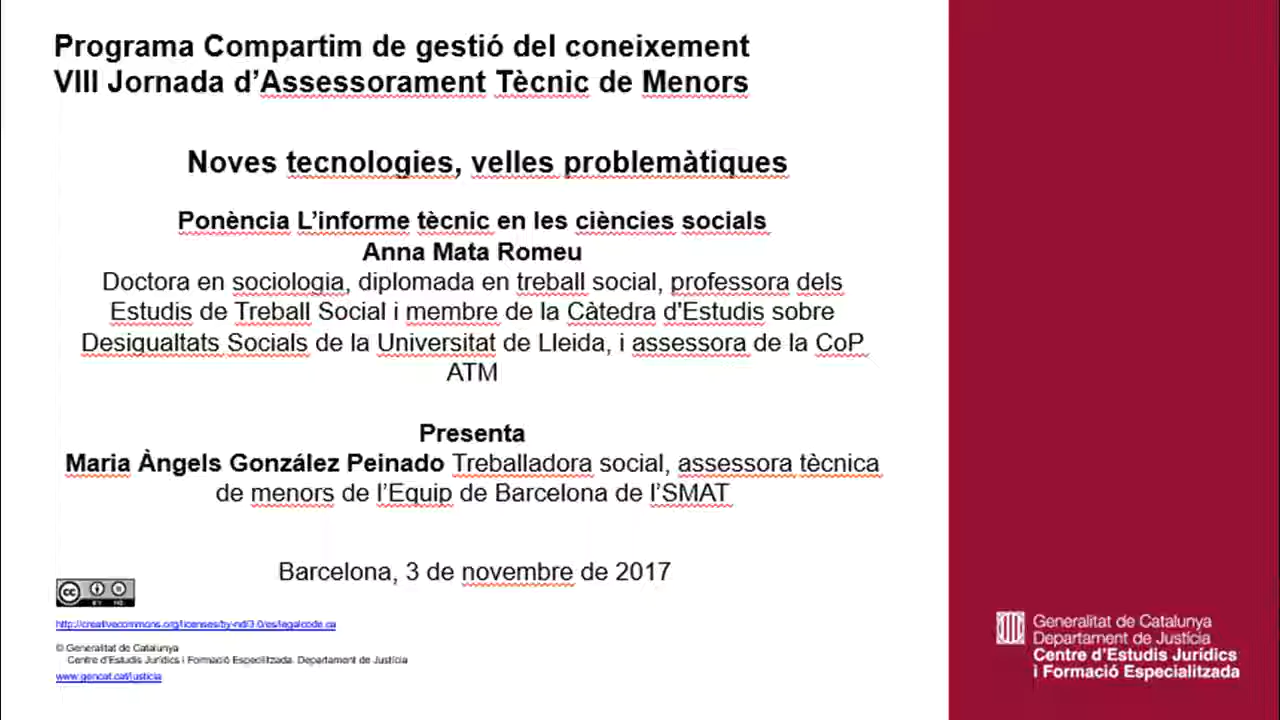 Programa Compartim de gestió del coneixement
VIII Jornada d’Assessorament Tècnic de Menors
Noves tecnologies, velles problemàtiques
Ponència L’informe tècnic en les ciències socials
Anna Mata Romeu
Doctora en sociologia, diplomada en treball social, professora dels
Estudis de Treball Social i membre de la Càtedra d'Estudis sobre
Desigualtats Socials de la Universitat de Lleida, i assessora de la CoP
ATM
Presenta
Maria Àngels González Peinado Treballadora social, assessora tècnica
de menors de l’Equip de Barcelona de l’SMAT
Barcelona, 3 de novembre de 2017
cc
BY ND
http://creativecommons.org/licenses/by-nd/3.0/es/legalcode.ca
© Generalitat de Catalunya
Centre d'Estudis Jurídics i Formació Especialitzada. Departament de Justícia
www.gencat.cat/justicia
Generalitat de Catalunya
Departament de Justícia
Centre d'Estudis Jurídics
i Formació Especialitzada